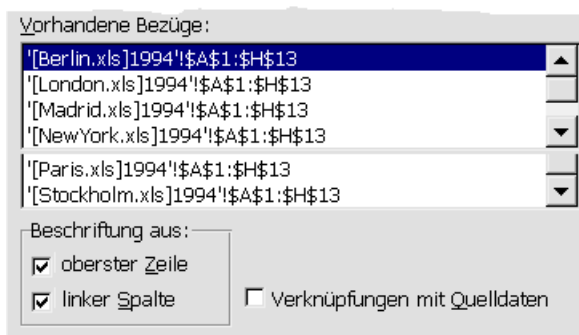 Vorhandene Bezüge:
'[Berlin.xls]1994'!$A$1:$H$13
'[London.xls]1994'!$A$1:$H$13
'[Madrid.xls]1994'!$A$1:$H$13
'[NewYork.xls]1994'!$A$1:$H$13
'[Paris.xls]1994'!$A$1:$H$13
'[Stockholm.xls]1994'!$A$1:$H$13
Beschriftung aus:
oberster Zeile
linker Spalte
Verknüpfungen mit Quelldaten